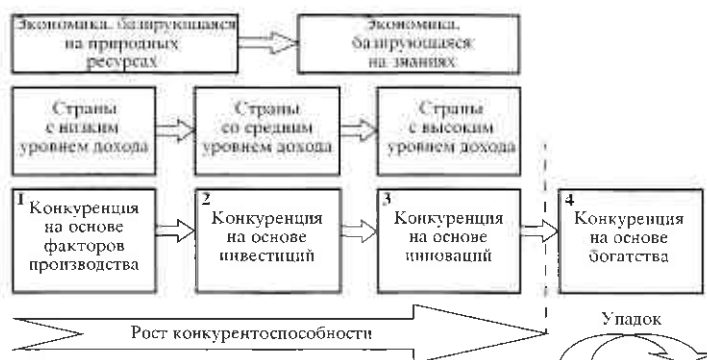 Экономика, базирующаяся
на природных
ресурсах
Экономика,
базирующаяся
на знаниях
Страны
с низким
уровнем дохода
Страны
со средним
уровнем дохода
Страны
с высоким
уровнем дохода
1
Конкуренция
на основе
факторов
производства
2
Конкуренция
на основе
инвестиций
3
Конкуренция
на основе
инноваций
4
Конкуренция
на основе
богатства
Рост конкурентоспособности
Упадок